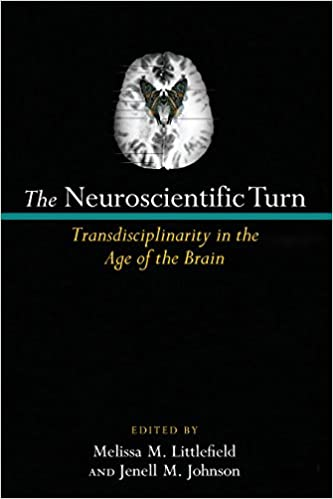 The Neuroscientific Turn
Transdisciplinarity in the
Age of the Brain
EDITED BY
Melissa M. Littlefield
AND Jenell M. Johnson